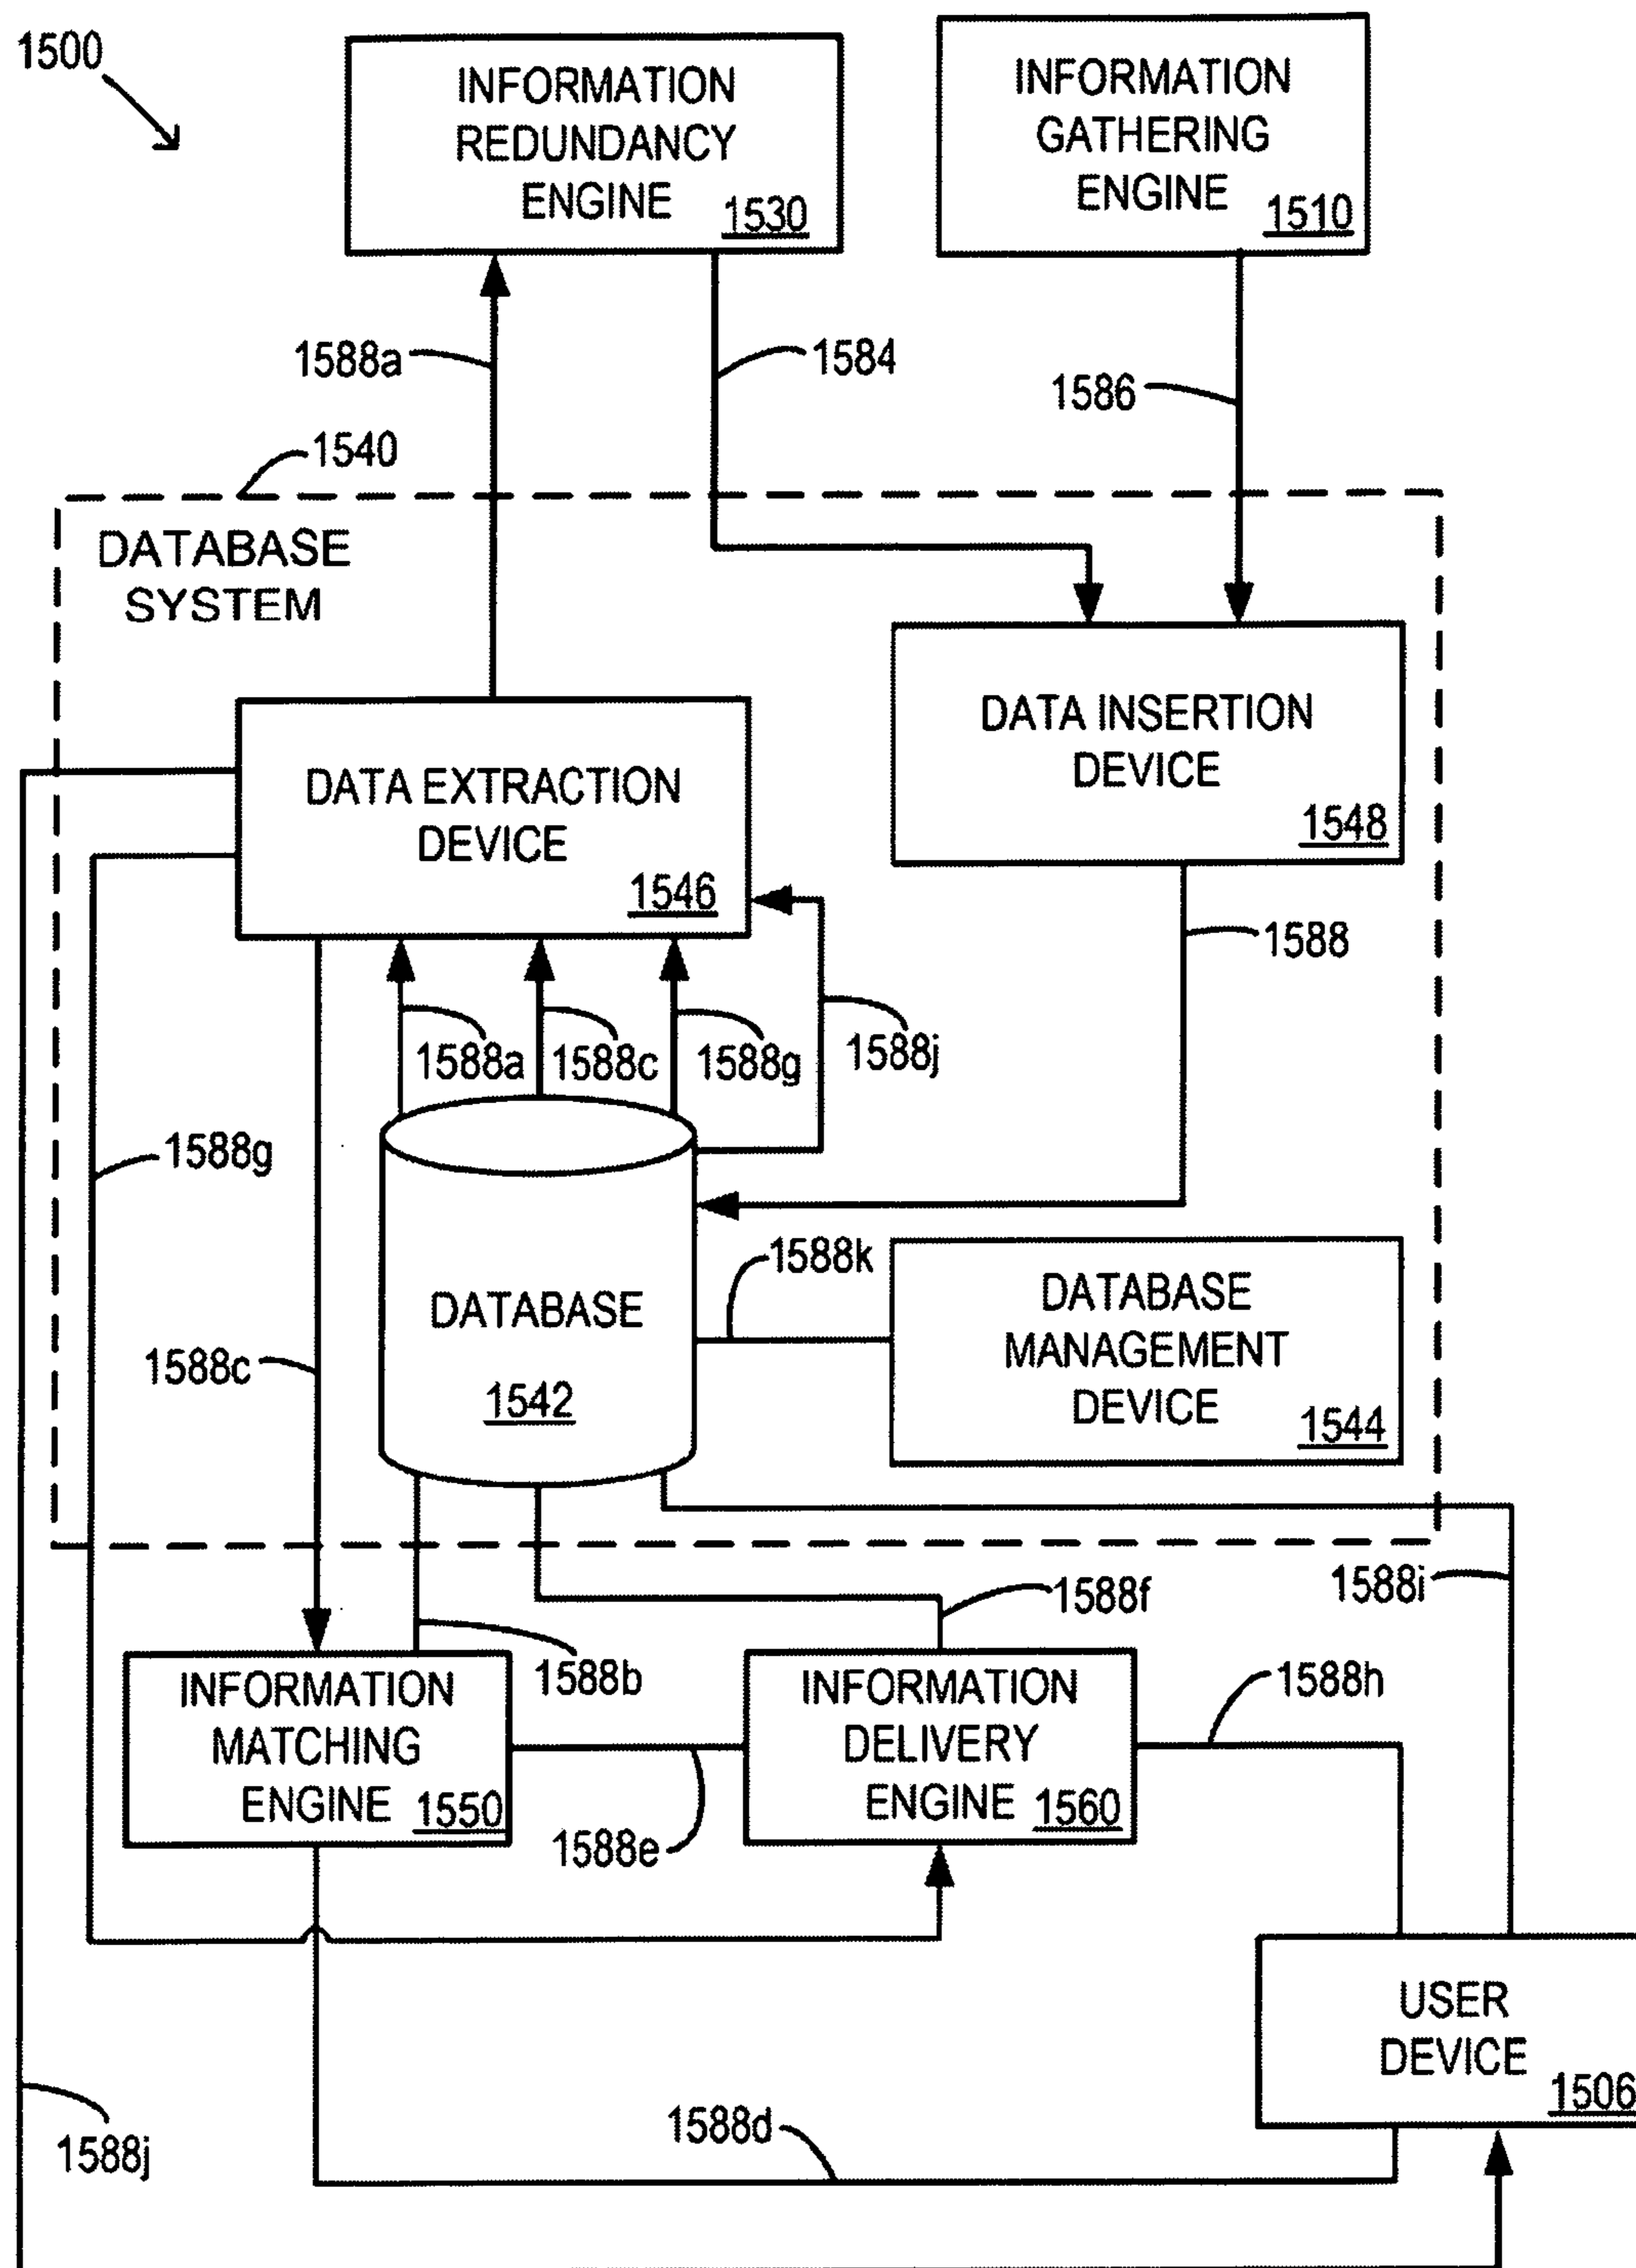 1500
INFORMATION
REDUNDANCY
ENGINE
1530
INFORMATION
GATHERING
ENGINE
1510
1588a
1584
1586
1540
DATABASE
SYSTEM
DATA EXTRACTION
DEVICE
1546
DATA INSERTION
DEVICE
1548
1588
1588a
1588c
1588g
1588j
1588g
1588c
DATABASE
1542
1588k
DATABASE
MANAGEMENT
DEVICE
1544
1588b
1588f
1588i
INFORMATION
MATCHING
ENGINE
1550
1588e
INFORMATION
DELIVERY
ENGINE
1560
1588h
USER
DEVICE
1506
1588j
1588d